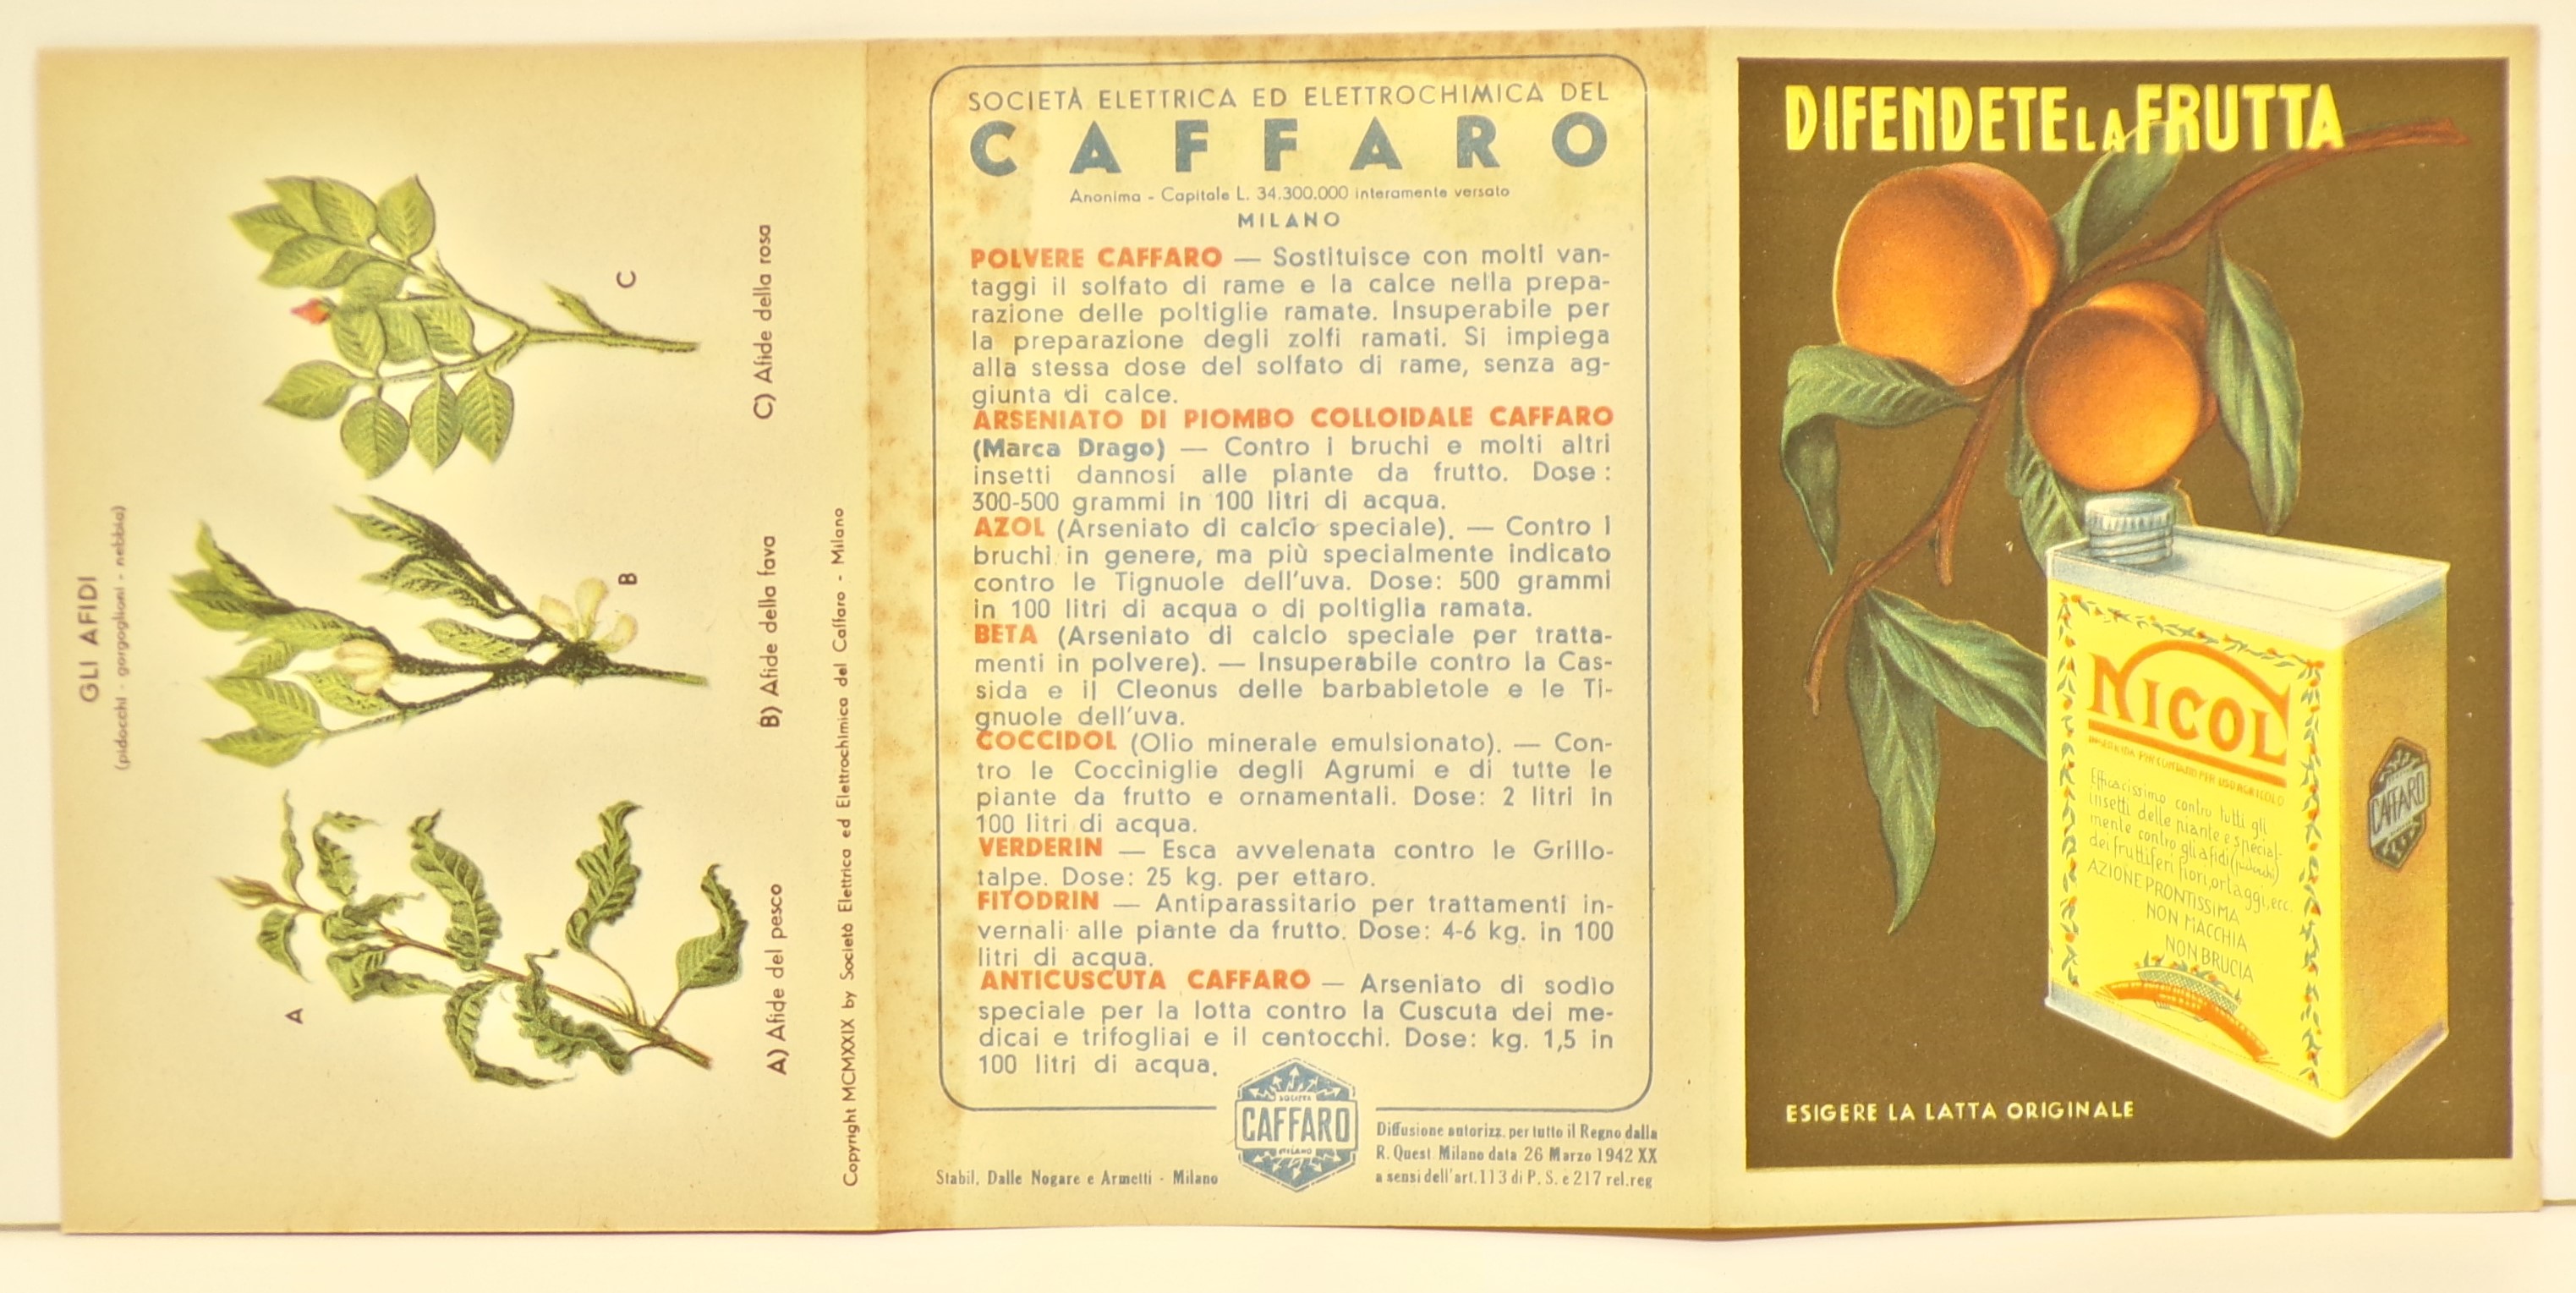 GLI AFIDI
(pidocchi - gorgoglioni - nebbia)
A
B
C
A) Afide del pesco
B) Afide della fava
C) Afide della rosa
Copyright MCMXXXIX by Società Elettrica ed Elettrochimica del Caffaro - Milano
SOCIETÀ ELETTRICA ED ELETTROCHIMICA DEL
CAFFARO
Anonima - Capitale L. 34.300.000 interamente versato
MILANO
POLVERE CAFFARO — Sostituisce con molti van-
taggi il solfato di rame e la calce nella prepa-
razione delle poltiglie ramate. Insuperabile per
la preparazione degli zolfi ramati. Si impiega
alla stessa dose del solfato di rame, senza ag-
giunta di calce.
ARSENIATO DI PIOMBO COLLOIDALE CAFFARO
(Marca Drago) — Contro i bruchi e molti altri
insetti dannosi alle piante da frutto. Dose:
300-500 grammi in 100 litri di acqua.
AZOL (Arseniato di calcio speciale). — Contro i
bruchi in genere, ma più specialmente indicato
contro le Tignuole dell'uva. Dose: 500 grammi
in 100 litri di acqua o di poltiglia ramata.
BETA (Arseniato di calcio speciale per tratta-
menti in polvere). — Insuperabile contro la Cas-
sida e il Cleonus delle barbabietole e le Ti-
gnuole dell'uva.
COCCIDOL (Olio minerale emulsionato). — Con-
tro le Cocciniglie degli Agrumi e di tutte le
piante da frutto e ornamentali. Dose: 2 litri in
100 litri di acqua.
VERDERIN — Esca avvelenata contro le Grillo-
talpe. Dose: 25 kg. per ettaro.
FITODRIN — Antiparassitario per trattamenti in-
vernali alle piante da frutto. Dose: 4-6 kg. in 100
litri di acqua.
ANTICUSCUTA CAFFARO — Arseniato di sodio
speciale per la lotta contro la Cuscuta dei me-
dicai e trifogliai e il centocchi. Dose: kg. 1,5 in
100 litri di acqua.
SOCIETÀ
CAFFARO
MILANO
Stabil. Dalle Nogare e Armetti - Milano
Diffusione autorizz. per tutto il Regno dalla
R. Quest. Milano data 26 Marzo 1942 XX
a sensi dell'art. 113 di P. S. e 217 rel. reg
DIFENDETE LA FRUTTA
NICOL
INSETTICIDA PER CONTATTO PER USO AGRICOLO
Efficacissimo contro tutti gli
insetti delle piante e special-
mente contro gli afidi (pidocchi)
dei fruttiferi, fiori, ortaggi, ecc.
AZIONE PRONTISSIMA
NON MACCHIA
NON BRUCIA
CAFFARO
ESIGERE LA LATTA ORIGINALE